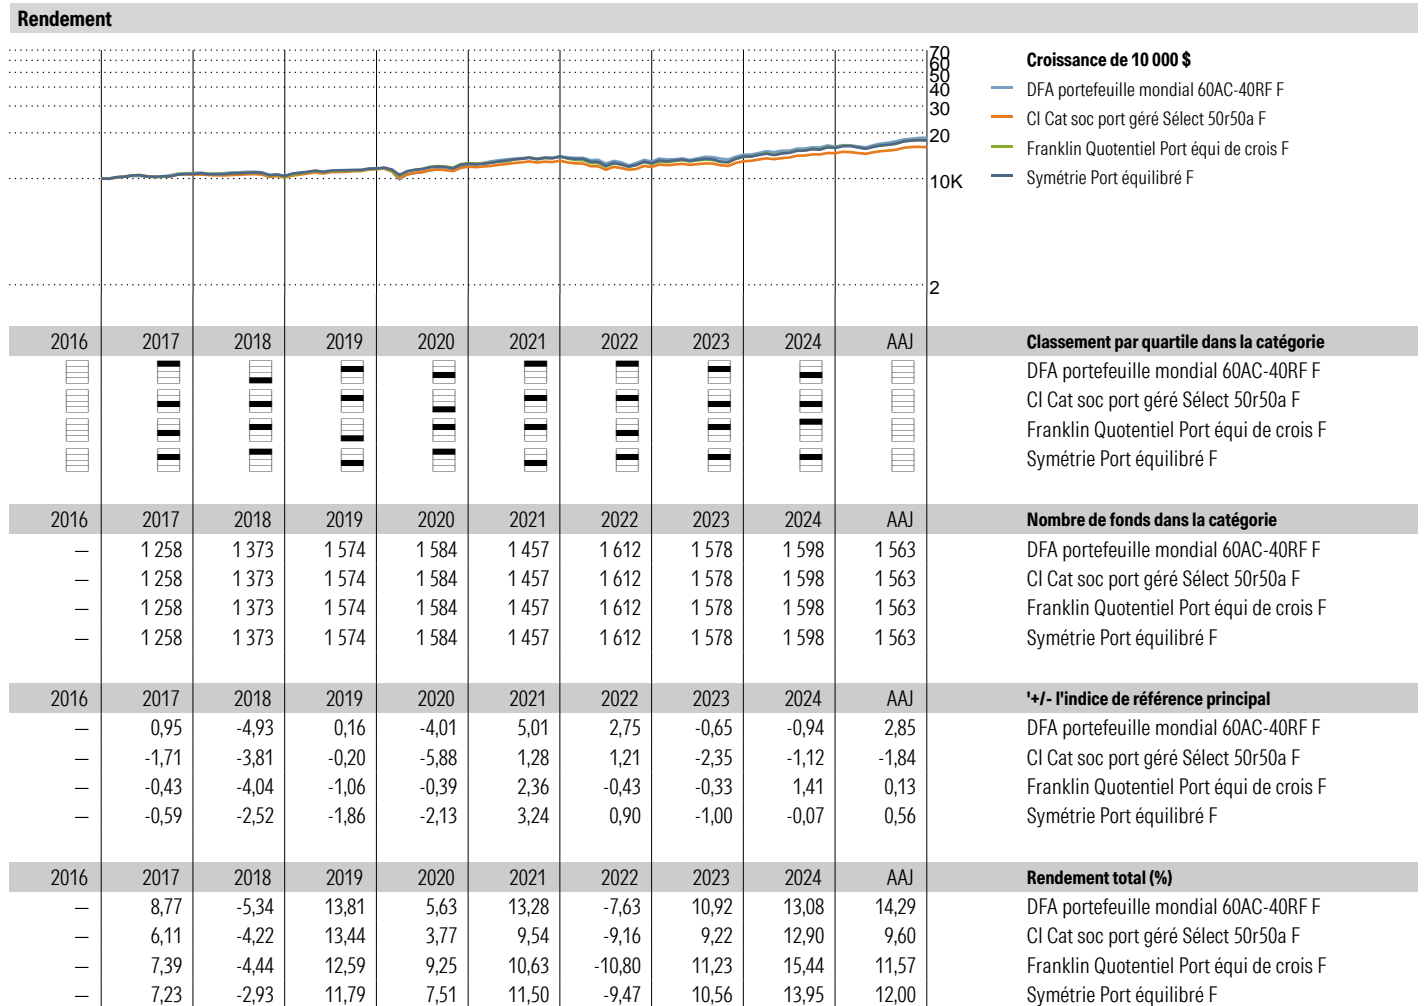 Rendement
70
60
50
40
30
20
10K
2
Croissance de 10 000 $
DFA portefeuille mondial 60AC-40RF F
CI Cat soc port géré Sélect 50r50a F
Franklin Quotentiel Port équi de crois F
Symétrie Port équilibré F
2016 2017 2018 2019 2020 2021 2022 2023 2024 AAJ Classement par quartile dans la catégorie
DFA portefeuille mondial 60AC-40RF F
CI Cat soc port géré Sélect 50r50a F
Franklin Quotentiel Port équi de crois F
Symétrie Port équilibré F
2016 2017 2018 2019 2020 2021 2022 2023 2024 AAJ Nombre de fonds dans la catégorie
— 1 258 1 373 1 574 1 584 1 457 1 612 1 578 1 598 1 563 DFA portefeuille mondial 60AC-40RF F
— 1 258 1 373 1 574 1 584 1 457 1 612 1 578 1 598 1 563 CI Cat soc port géré Sélect 50r50a F
— 1 258 1 373 1 574 1 584 1 457 1 612 1 578 1 598 1 563 Franklin Quotentiel Port équi de crois F
— 1 258 1 373 1 574 1 584 1 457 1 612 1 578 1 598 1 563 Symétrie Port équilibré F
2016 2017 2018 2019 2020 2021 2022 2023 2024 AAJ '+/- l'indice de référence principal
— 0,95 -4,93 0,16 -4,01 5,01 2,75 -0,65 -0,94 2,85 DFA portefeuille mondial 60AC-40RF F
— -1,71 -3,81 -0,20 -5,88 1,28 1,21 -2,35 -1,12 -1,84 CI Cat soc port géré Sélect 50r50a F
— -0,43 -4,04 -1,06 -0,39 2,36 -0,43 -0,33 1,41 0,13 Franklin Quotentiel Port équi de crois F
— -0,59 -2,52 -1,86 -2,13 3,24 0,90 -1,00 -0,07 0,56 Symétrie Port équilibré F
2016 2017 2018 2019 2020 2021 2022 2023 2024 AAJ Rendement total (%)
— 8,77 -5,34 13,81 5,63 13,28 -7,63 10,92 13,08 14,29 DFA portefeuille mondial 60AC-40RF F
— 6,11 -4,22 13,44 3,77 9,54 -9,16 9,22 12,90 9,60 CI Cat soc port géré Sélect 50r50a F
— 7,39 -4,44 12,59 9,25 10,63 -10,80 11,23 15,44 11,57 Franklin Quotentiel Port équi de crois F
— 7,23 -2,93 11,79 7,51 11,50 -9,47 10,56 13,95 12,00 Symétrie Port équilibré F